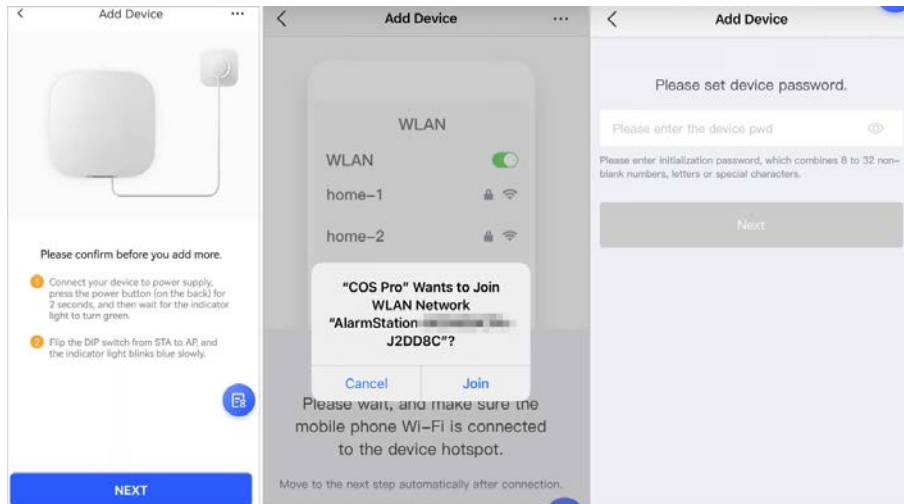 Add Device
Please confirm before you add more.
1 Connect your device to power supply,
press the power button (on the back) for
2 seconds, and then wait for the indicator
light to turn green.
2 Flip the DIP switch from STA to AP, and
the indicator light blinks blue slowly.
NEXT
Add Device
WLAN
WLAN
home-1
home-2
"COS Pro" Wants to Join
WLAN Network
"AlarmStation
J2DD8C"?
Cancel
Join
Please wait, and make sure the
mobile phone Wi-Fi is connected
to the device hotspot.
Move to the next step automatically after connection.
Add Device
Please set device password.
Please enter the device pwd
Please enter initialization password, which combines 8 to 32 non-
blank numbers, letters or special characters.
Next